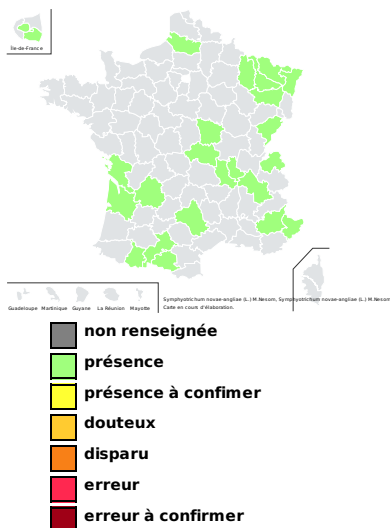 Île-de-France
Guadeloupe Martinique Guyane La Réunion Mayotte
Symphyotrichum novae-angliae (L.) M.Nesom, Symphyotrichum novae-angliae (L.) M.Nesom
Carte en cours d'élaboration.
non renseignée
présence
présence à confimer
douteux
disparu
erreur
erreur à confirmer